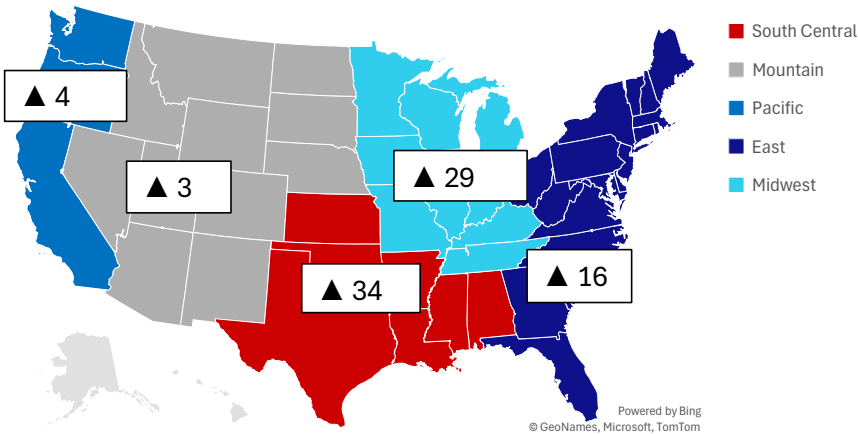 South Central
Mountain
Pacific
East
Midwest
▲ 4
▲ 3
▲ 29
▲ 34
▲ 16
Powered by Bing
© GeoNames, Microsoft, TomTom